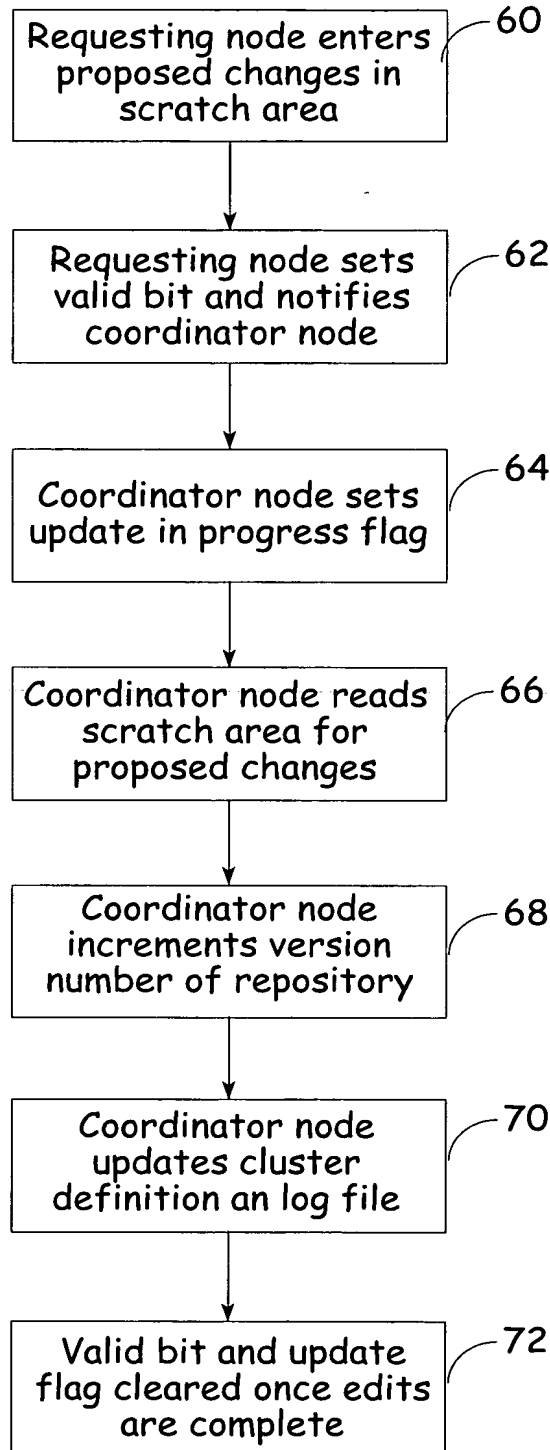 Requesting node enters
proposed changes in
scratch area
60
Requesting node sets
valid bit and notifies
coordinator node
62
Coordinator node sets
update in progress flag
64
Coordinator node reads
scratch area for
proposed changes
66
Coordinator node
increments version
number of repository
68
Coordinator node
updates cluster
definition an log file
70
Valid bit and update
flag cleared once edits
are complete
72